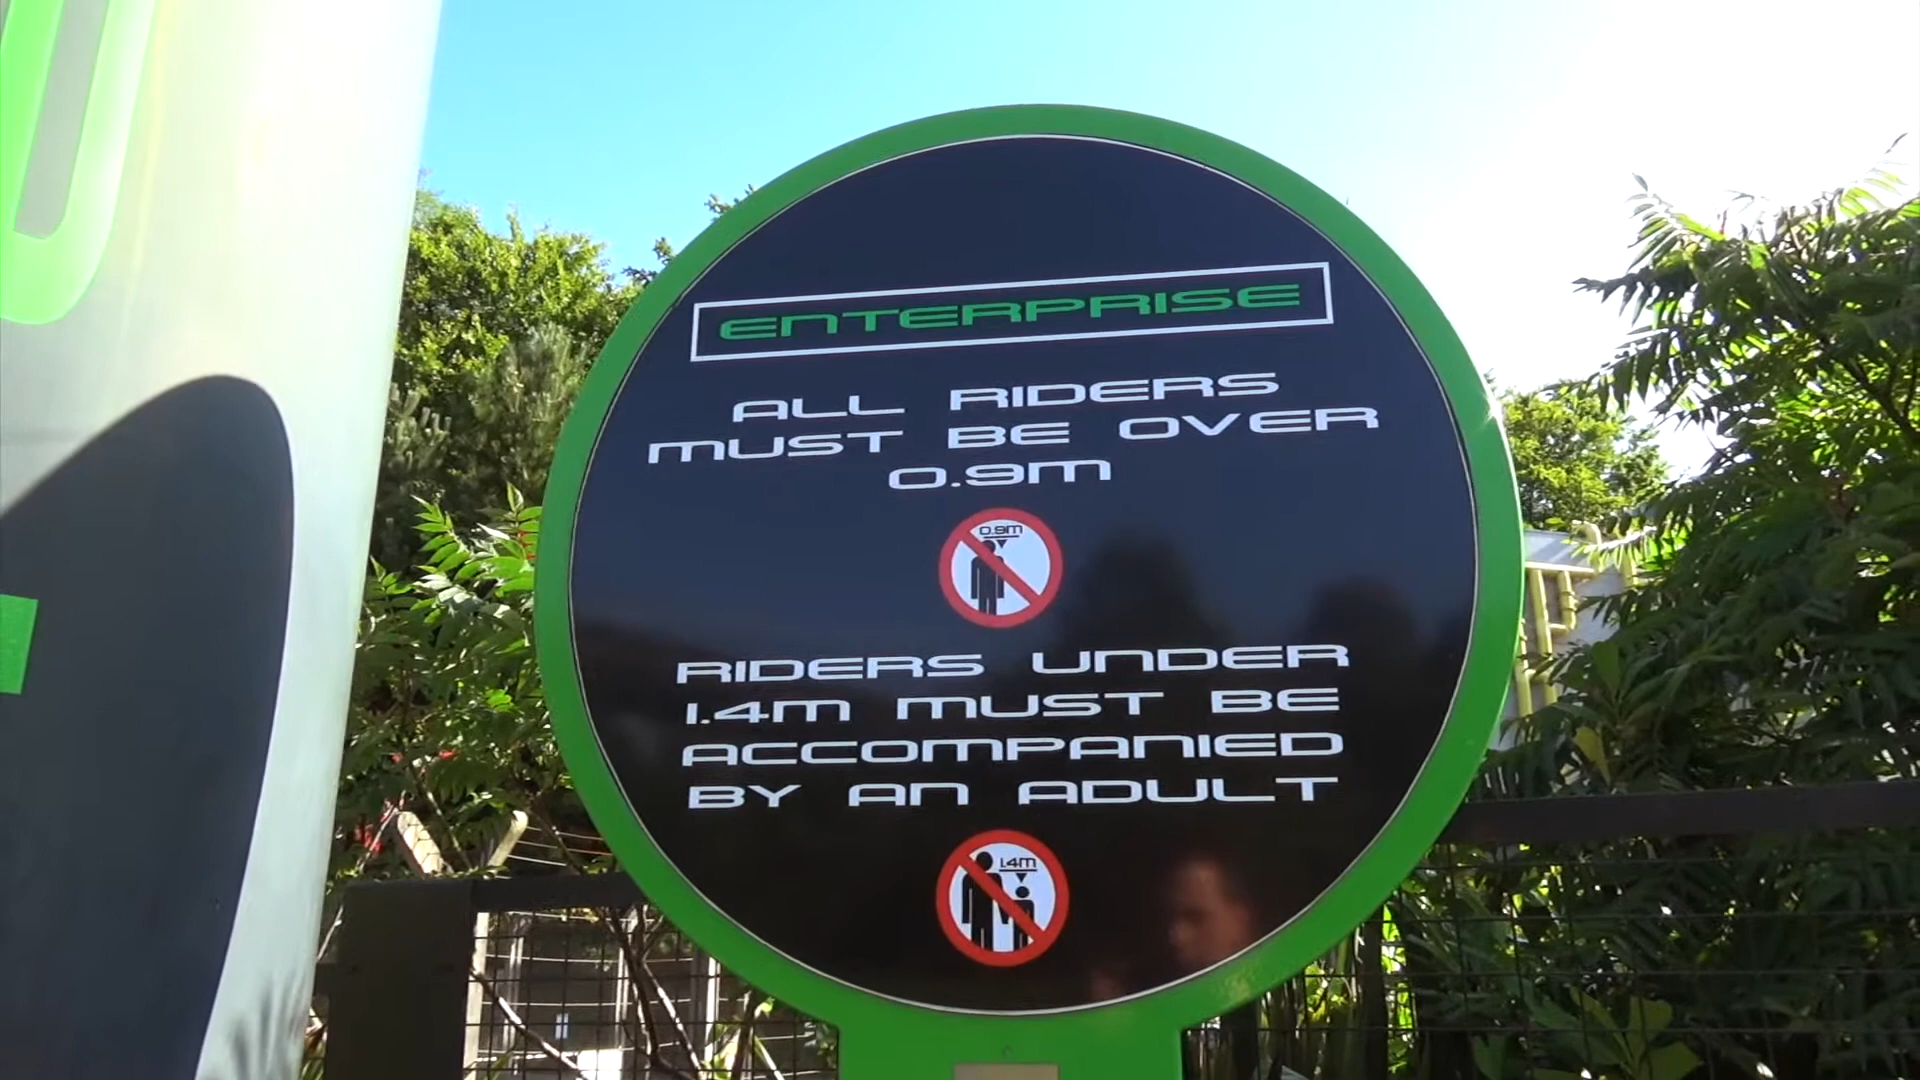 ENTERPRISE
ALL RIDERS
MUST BE OVER
0.9m
0.9m
RIDERS UNDER
1.4m MUST BE
ACCOMPANIED
BY AN ADULT
1.4m